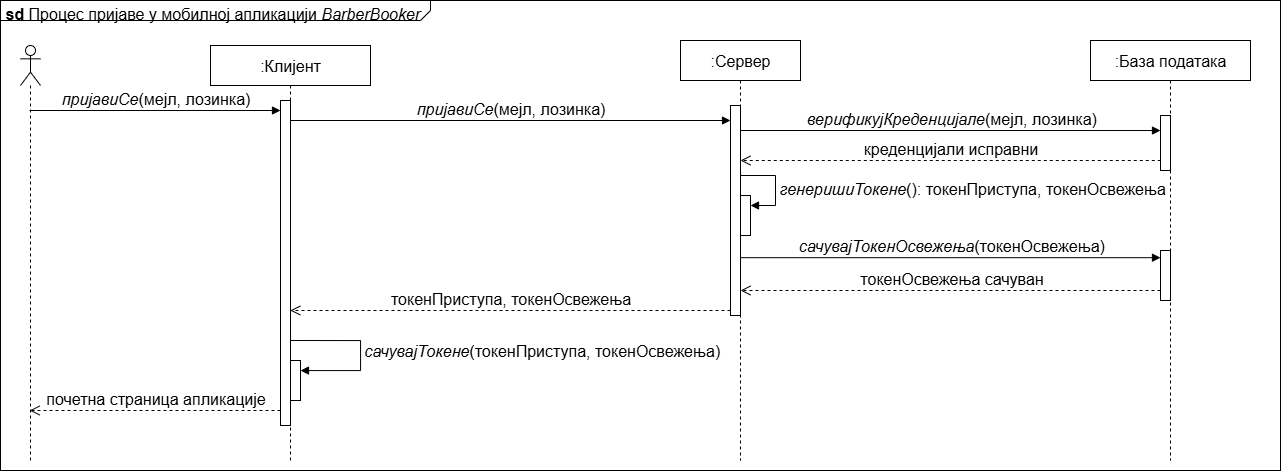 sd Процес пријаве у мобилној апликацији BarberBooker
:Клијент
:Сервер
:База података
пријавиСе(мејл, лозинка)
пријавиСе(мејл, лозинка)
верификујКреденцијале(мејл, лозинка)
креденцијали исправни
генеришиТокене(): токенПриступа, токенОсвежења
сачувајТокенОсвежења(токенОсвежења)
токенОсвежења сачуван
токенПриступа, токенОсвежења
сачувајТокене(токенПриступа, токенОсвежења)
почетна страница апликације